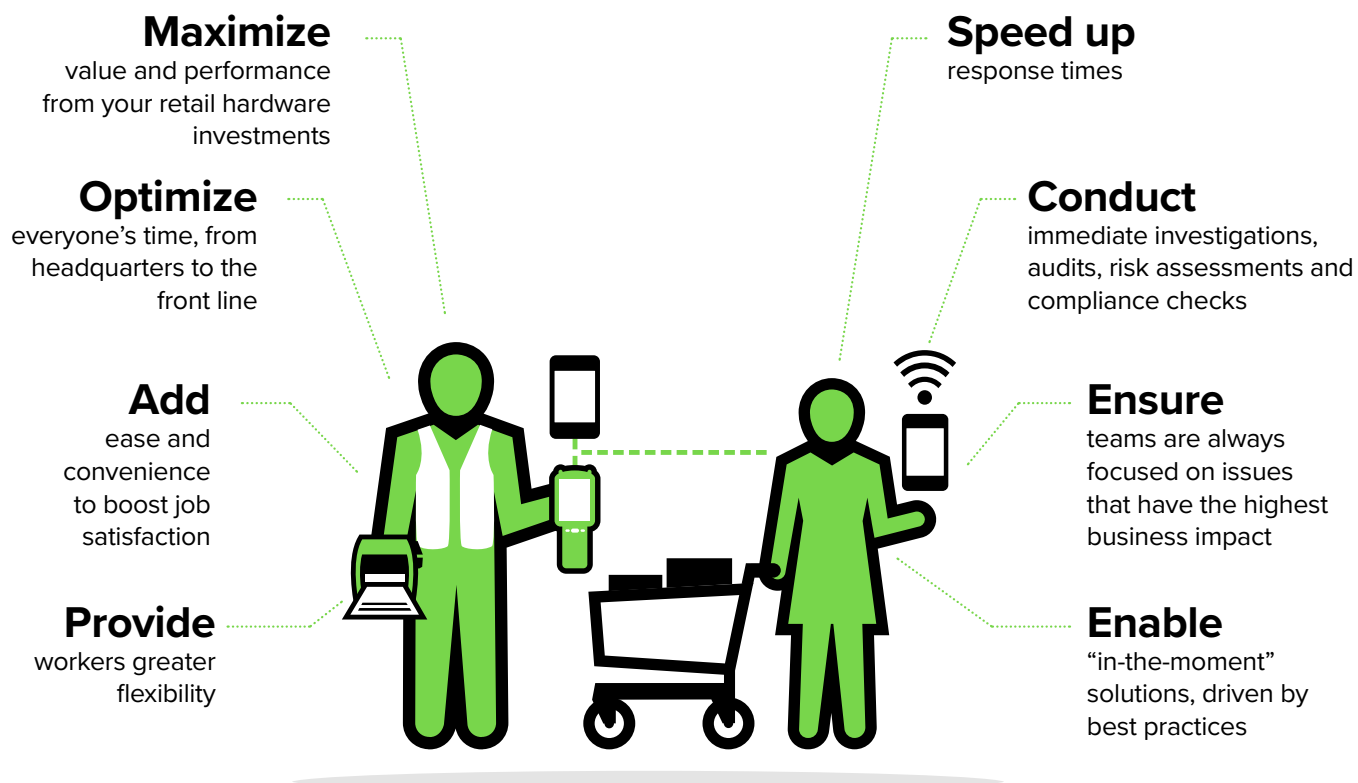 Maximize
value and performance
from your retail hardware
investments
Optimize
everyone’s time, from
headquarters to the
front line
Add
ease and
convenience
to boost job
satisfaction
Provide
workers greater
flexibility
Speed up
response times
Conduct
immediate investigations,
audits, risk assessments and
compliance checks
Ensure
teams are always
focused on issues
that have the highest
business impact
Enable
“in-the-moment”
solutions, driven by
best practices